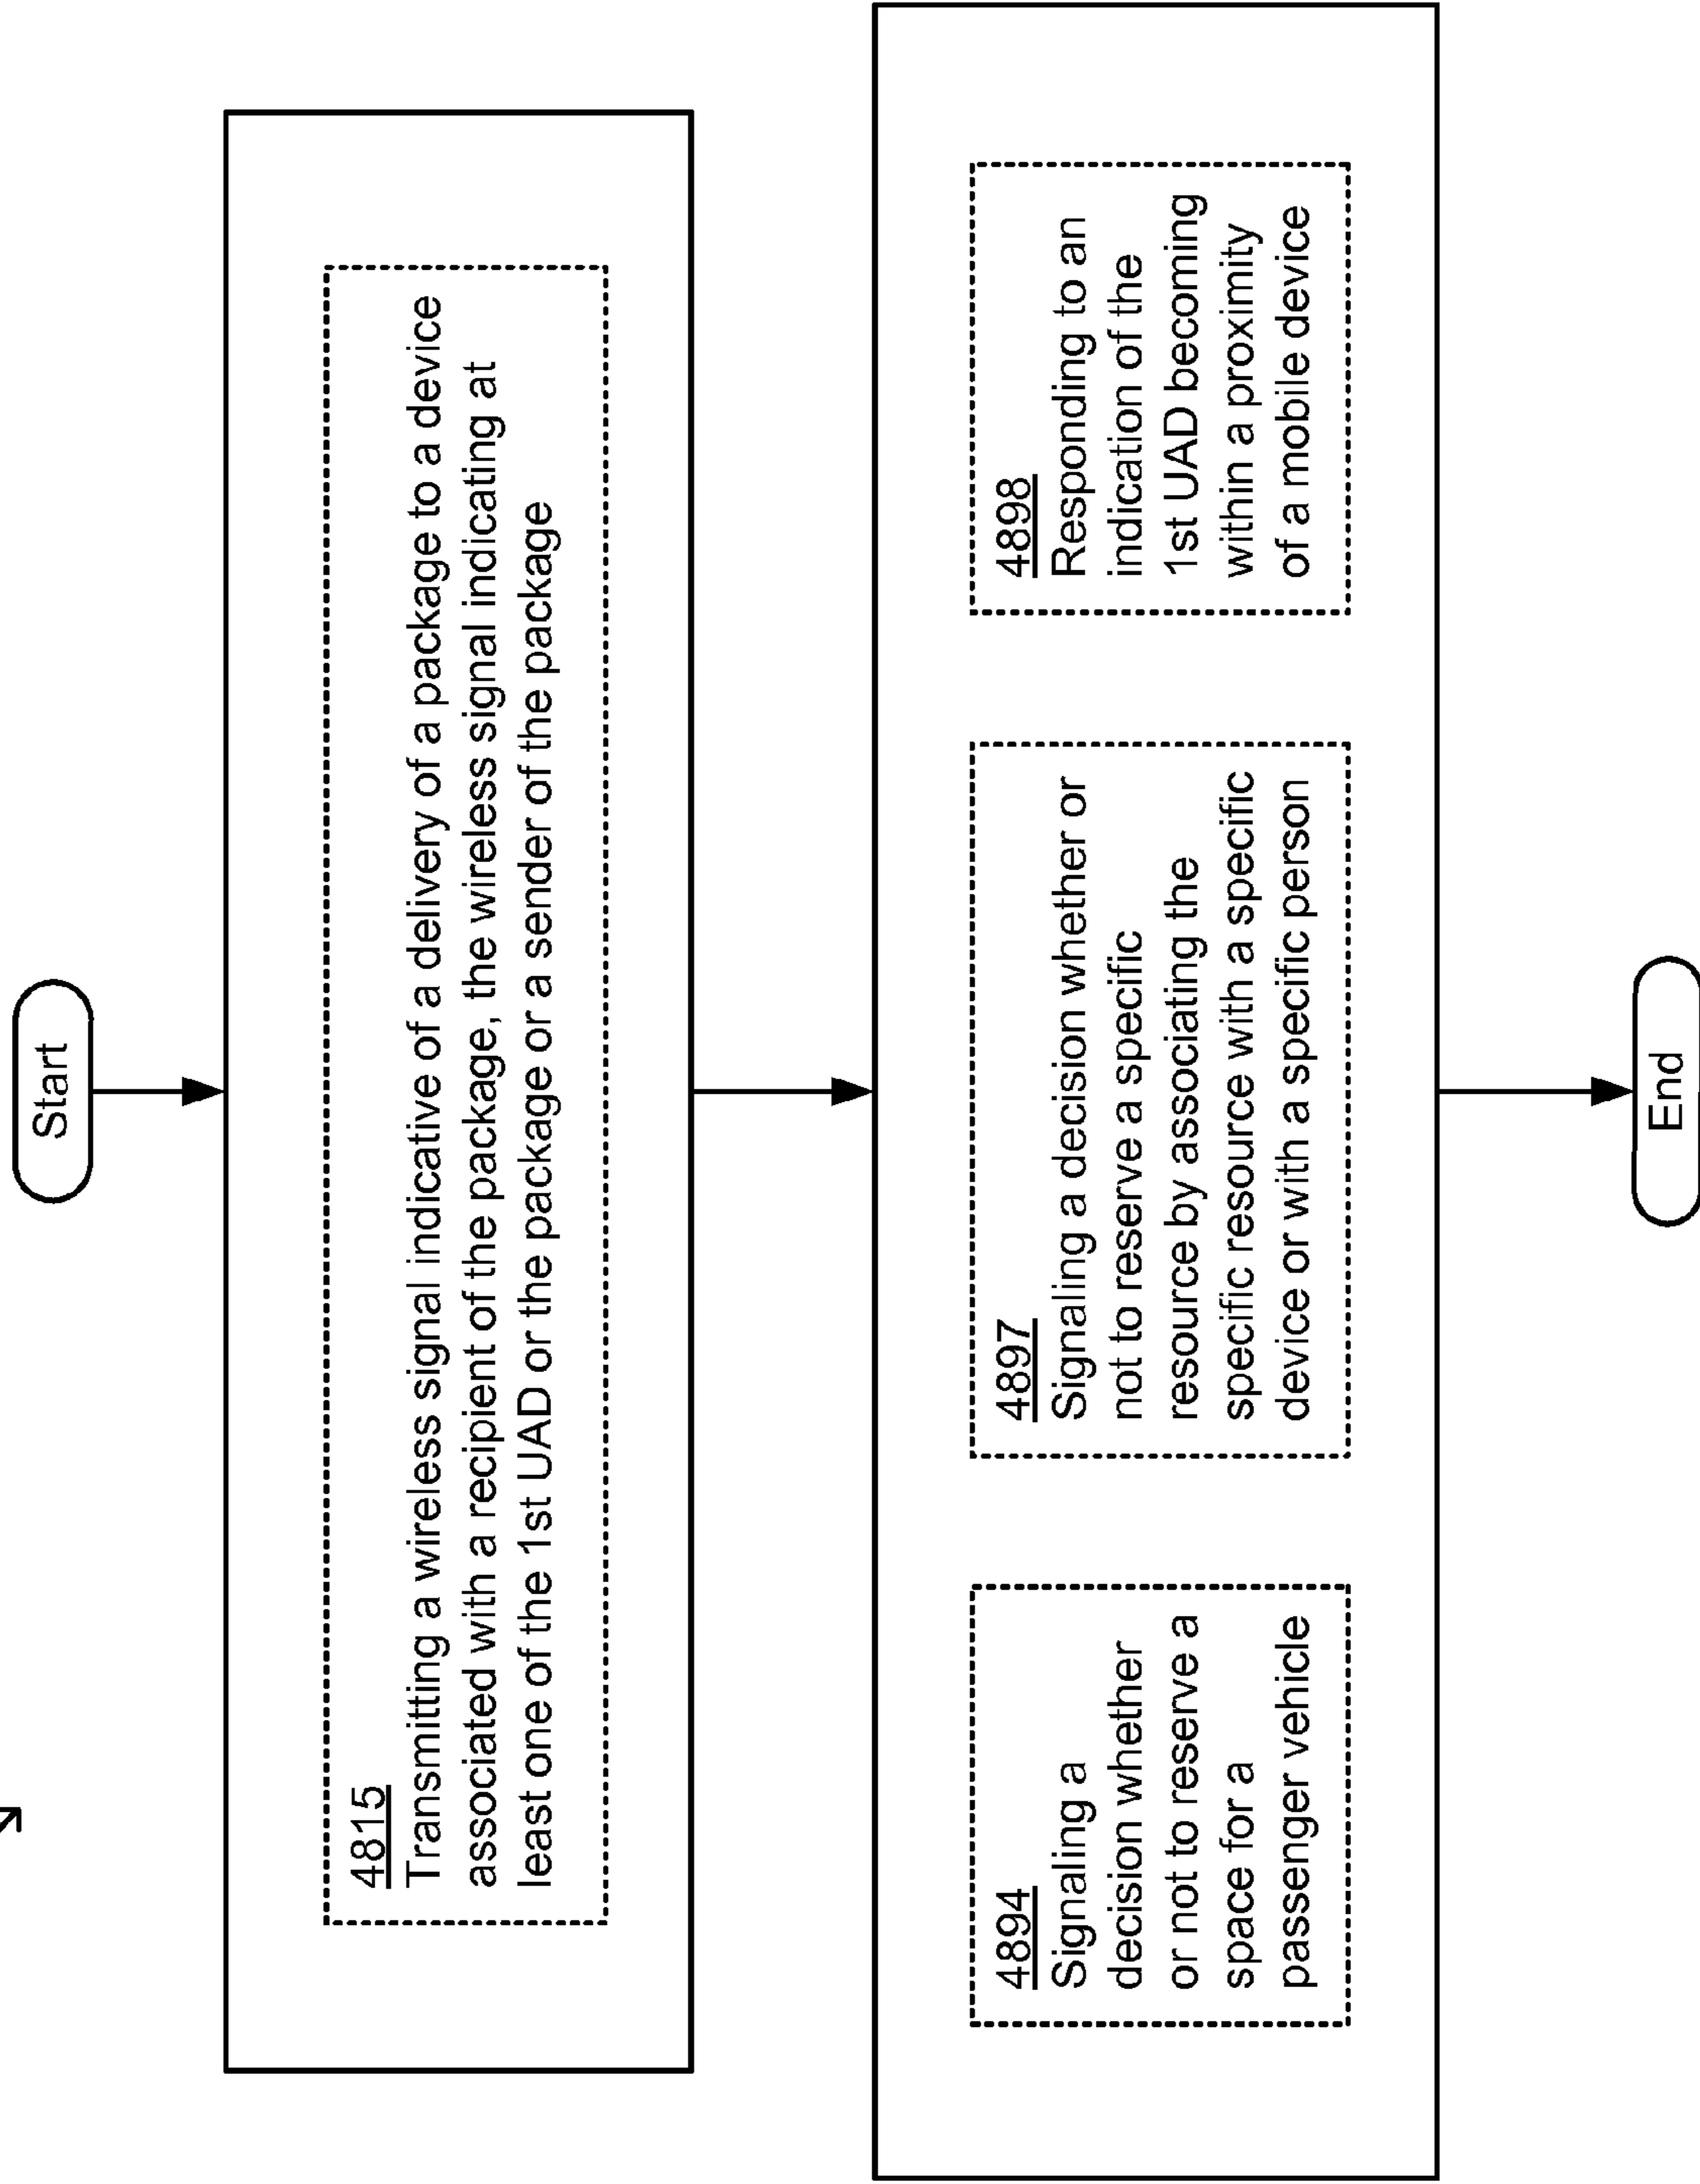 Start
4815
Transmitting a wireless signal indicative of a delivery of a package to a device
associated with a recipient of the package, the wireless signal indicating at
least one of the 1st UAD or the package or a sender of the package
4894
Signaling a
decision whether
or not to reserve a
space for a
passenger vehicle
4897
Signaling a decision whether or
not to reserve a specific
resource by associating the
specific resource with a specific
device or with a specific person
4898
Responding to an
indication of the
1st UAD becoming
within a proximity
of a mobile device
End